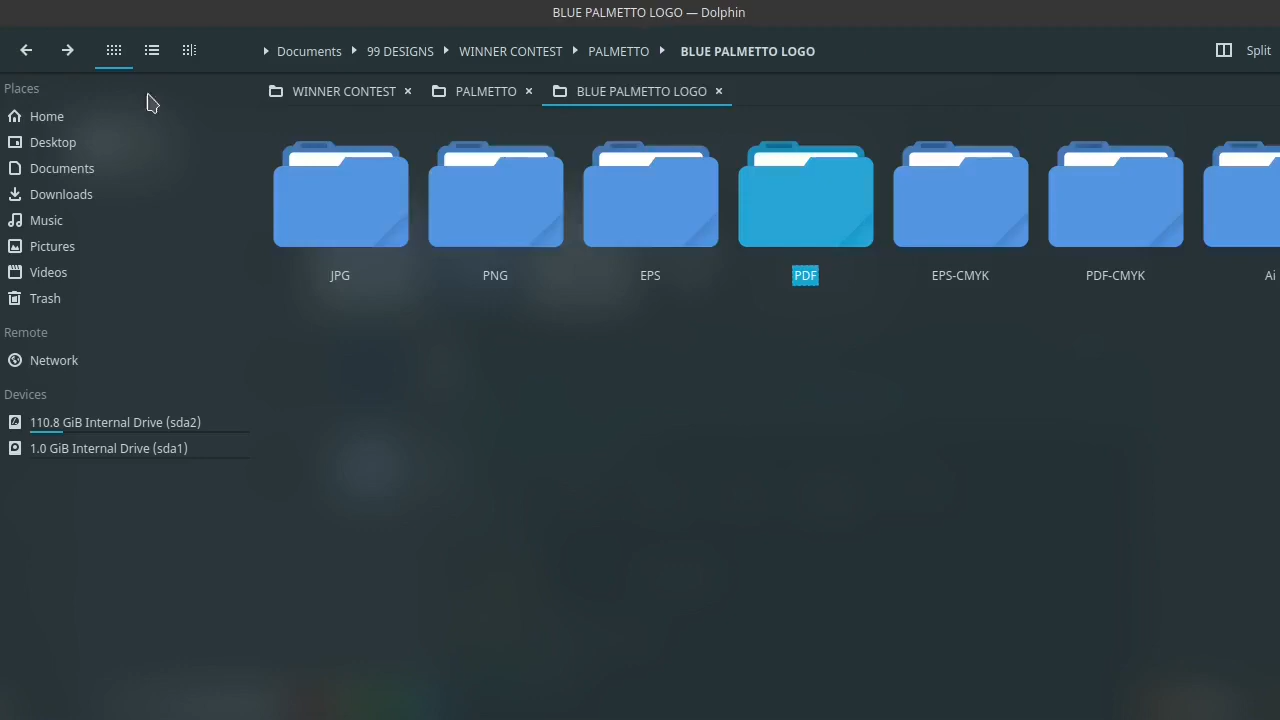 BLUE PALMETTO LOGO — Dolphin
Documents 99 DESIGNS WINNER CONTEST PALMETTO BLUE PALMETTO LOGO Split
Places
WINNER CONTEST × PALMETTO × BLUE PALMETTO LOGO ×
Home
Desktop
Documents
Downloads
Music
Pictures
Videos
Trash
JPG PNG EPS PDF EPS-CMYK PDF-CMYK Ai
Remote
Network
Devices
110.8 GiB Internal Drive (sda2)
1.0 GiB Internal Drive (sda1)